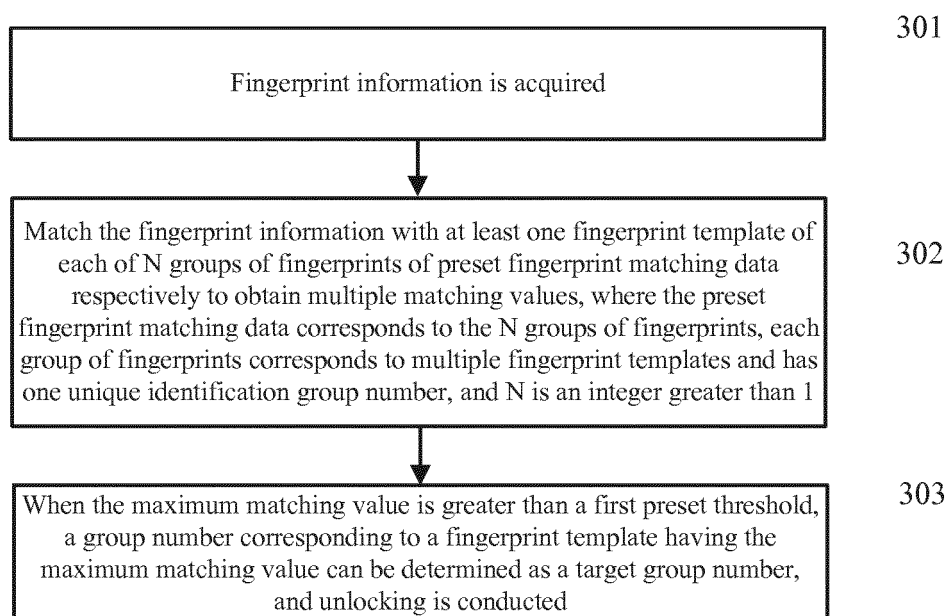 301
Fingerprint information is acquired
302
Match the fingerprint information with at least one fingerprint template of
each of N groups of fingerprints of preset fingerprint matching data
respectively to obtain multiple matching values, where the preset
fingerprint matching data corresponds to the N groups of fingerprints, each
group of fingerprints corresponds to multiple fingerprint templates and has
one unique identification group number, and N is an integer greater than 1
303
When the maximum matching value is greater than a first preset threshold,
a group number corresponding to a fingerprint template having the
maximum matching value can be determined as a target group number,
and unlocking is conducted